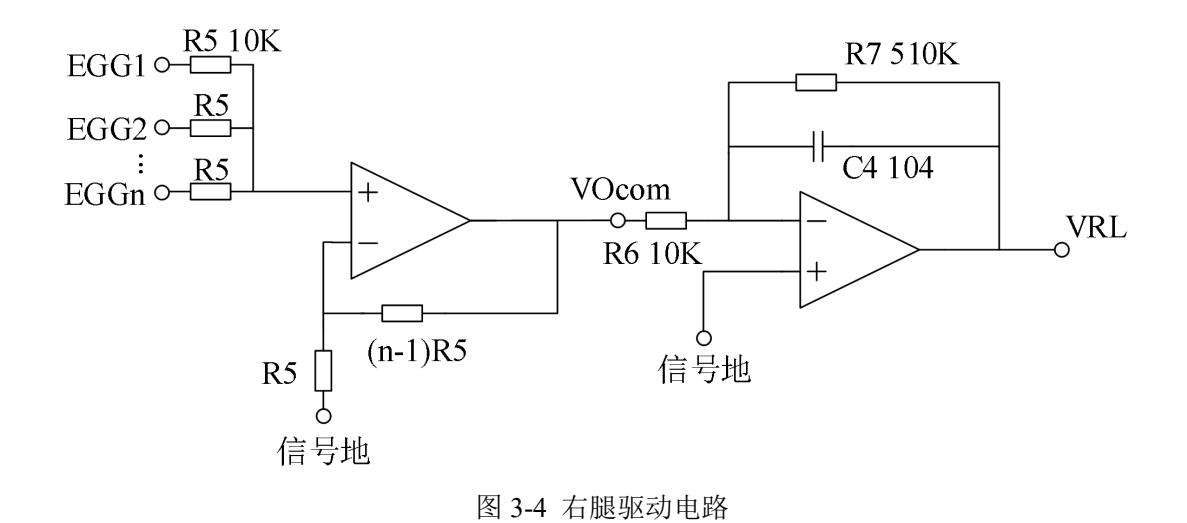 R5 10K
EGG1
R5
EGG2
⋮
R5
EGGn
+
−
(n-1)R5
R5
信号地
VOcom
R6 10K
R7 510K
C4 104
−
+
VRL
信号地
图 3-4 右腿驱动电路